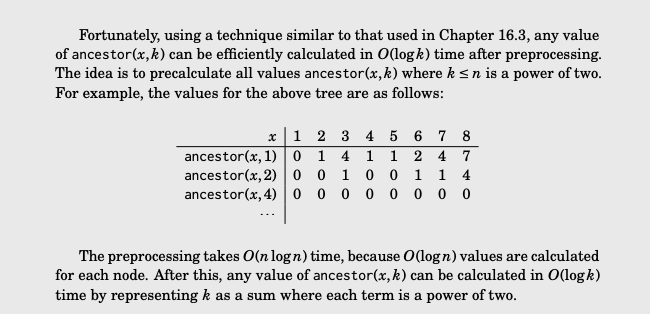 Fortunately, using a technique similar to that used in Chapter 16.3, any value
of ancestor(x,k) can be efficiently calculated in O(log k) time after preprocessing.
The idea is to precalculate all values ancestor(x,k) where k ≤ n is a power of two.
For example, the values for the above tree are as follows:
x 1 2 3 4 5 6 7 8
ancestor(x,1) 0 1 4 1 1 2 4 7
ancestor(x,2) 0 0 1 0 0 1 1 4
ancestor(x,4) 0 0 0 0 0 0 0 0
...
The preprocessing takes O(n log n) time, because O(log n) values are calculated
for each node. After this, any value of ancestor(x,k) can be calculated in O(log k)
time by representing k as a sum where each term is a power of two.